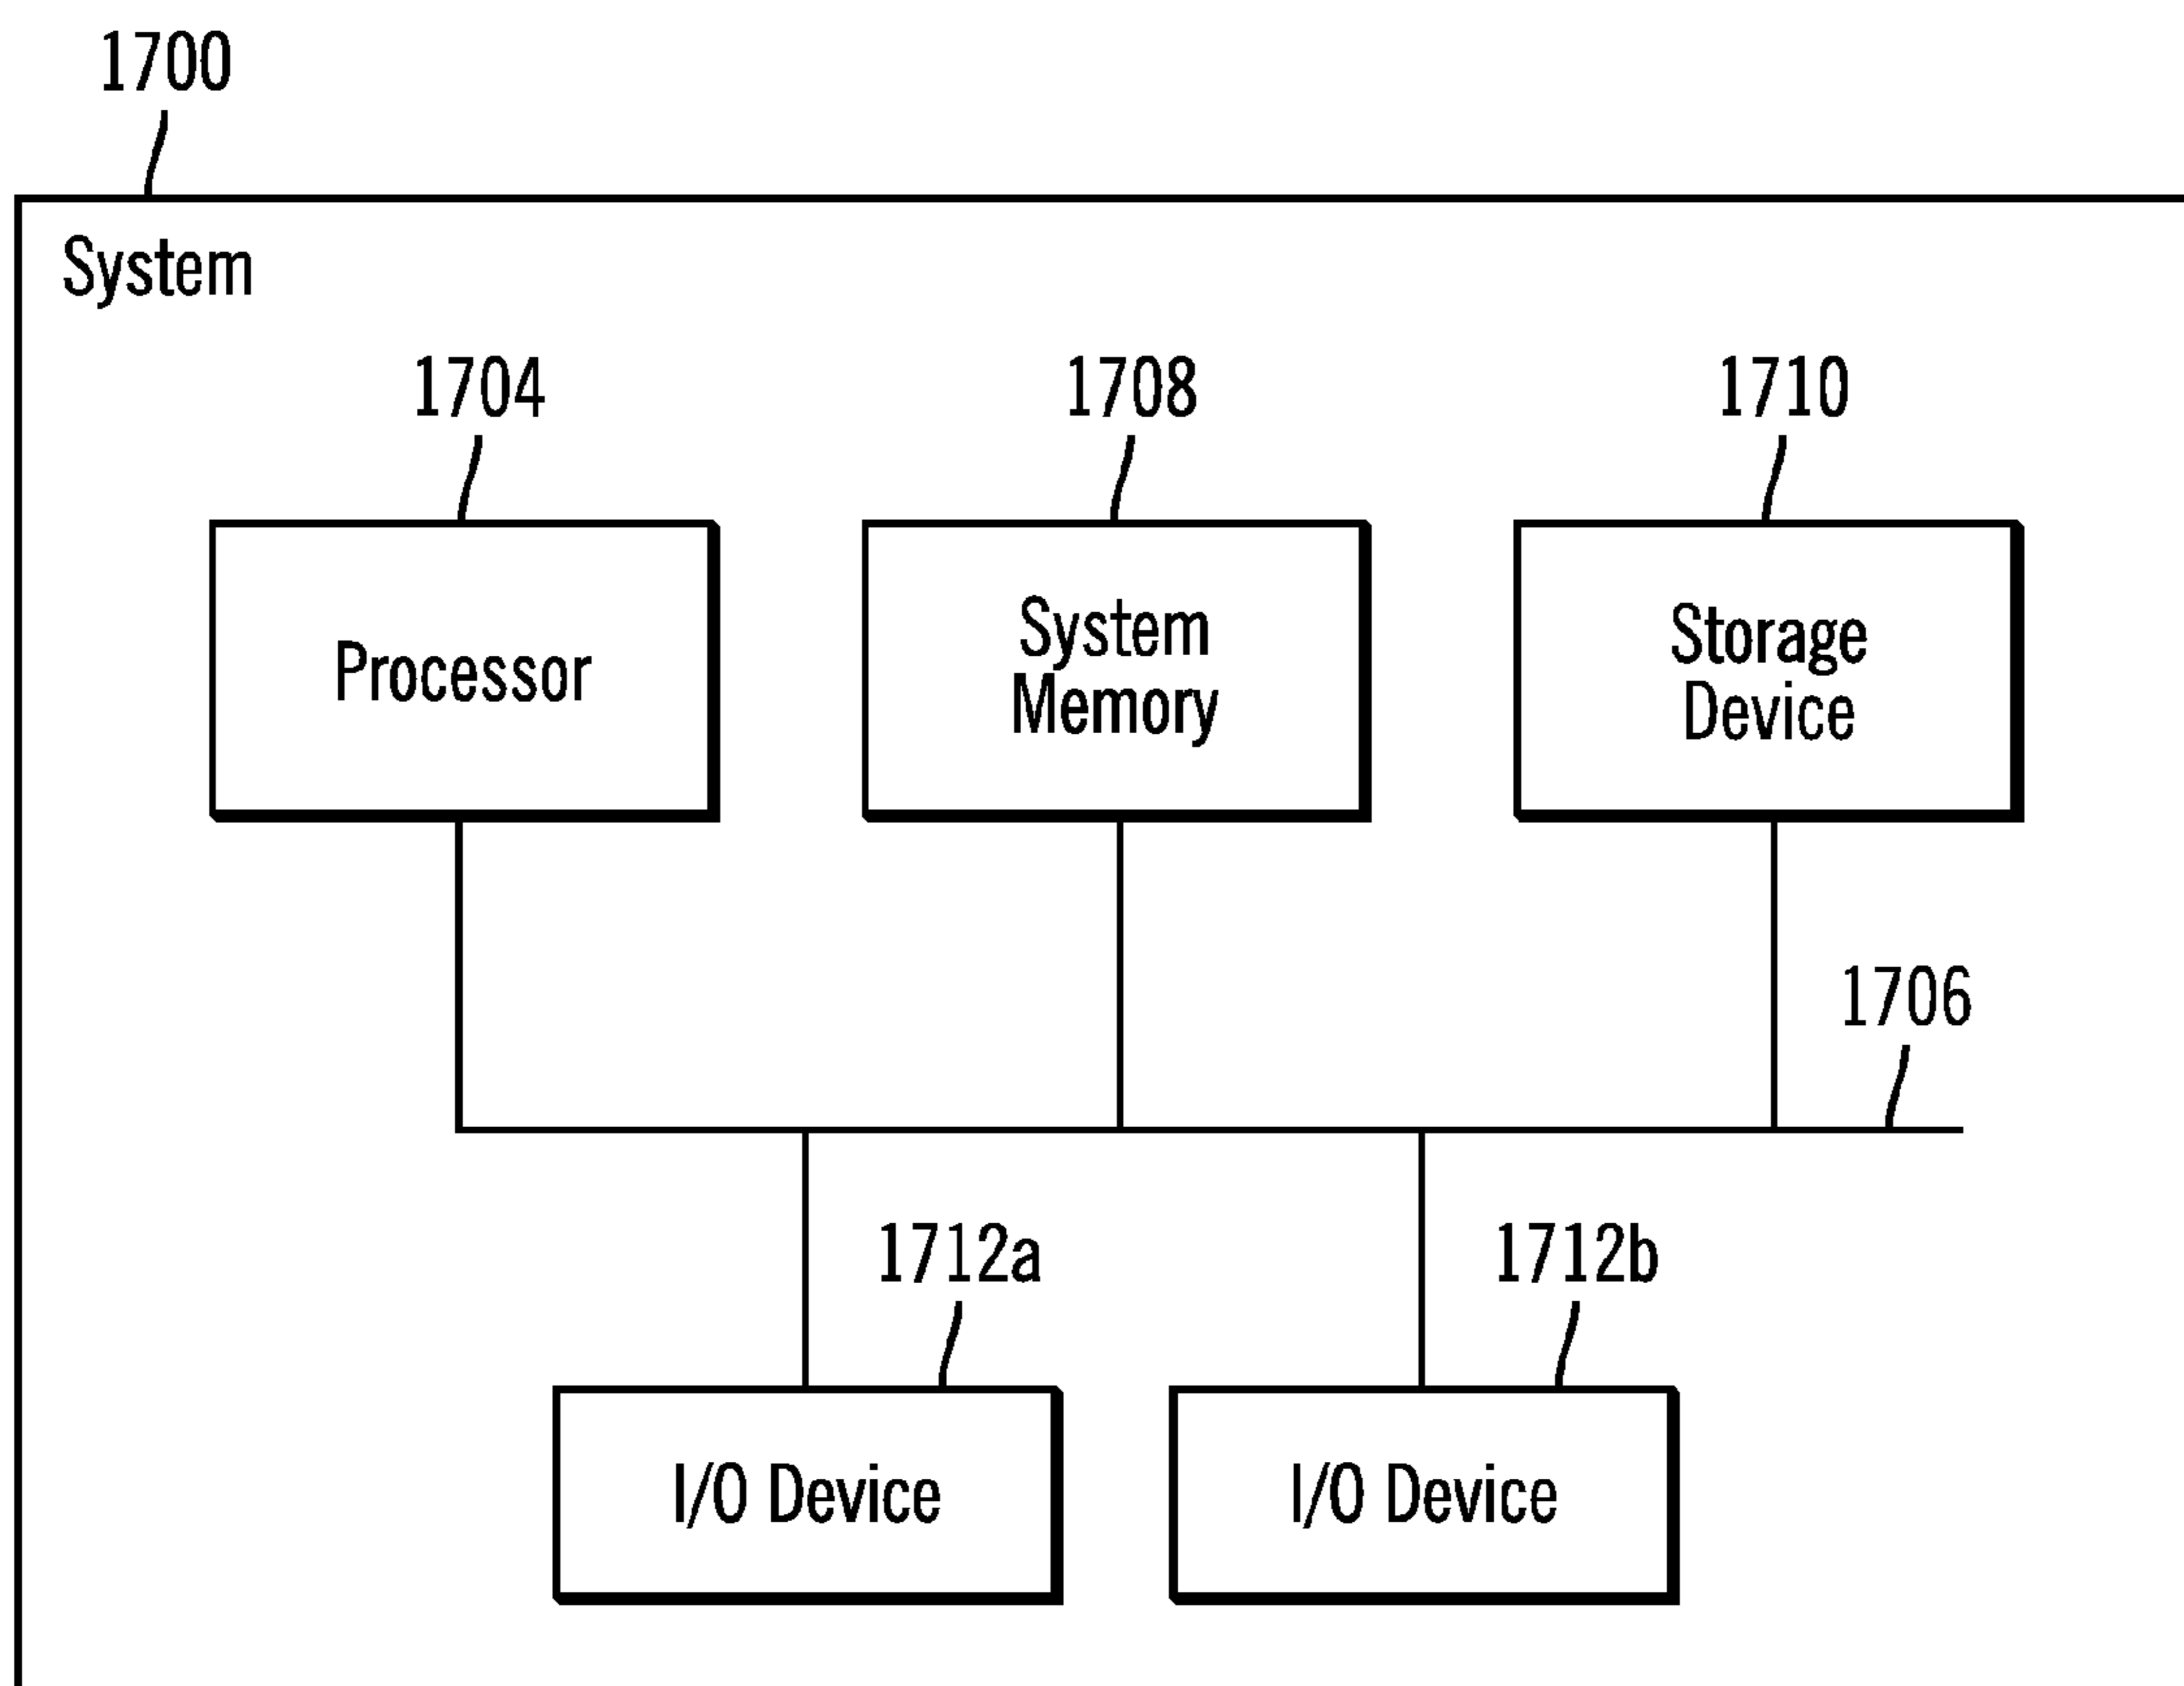 1700
System
1704
1708
1710
Processor
System
Memory
Storage
Device
1706
1712a
1712b
I/O Device
I/O Device